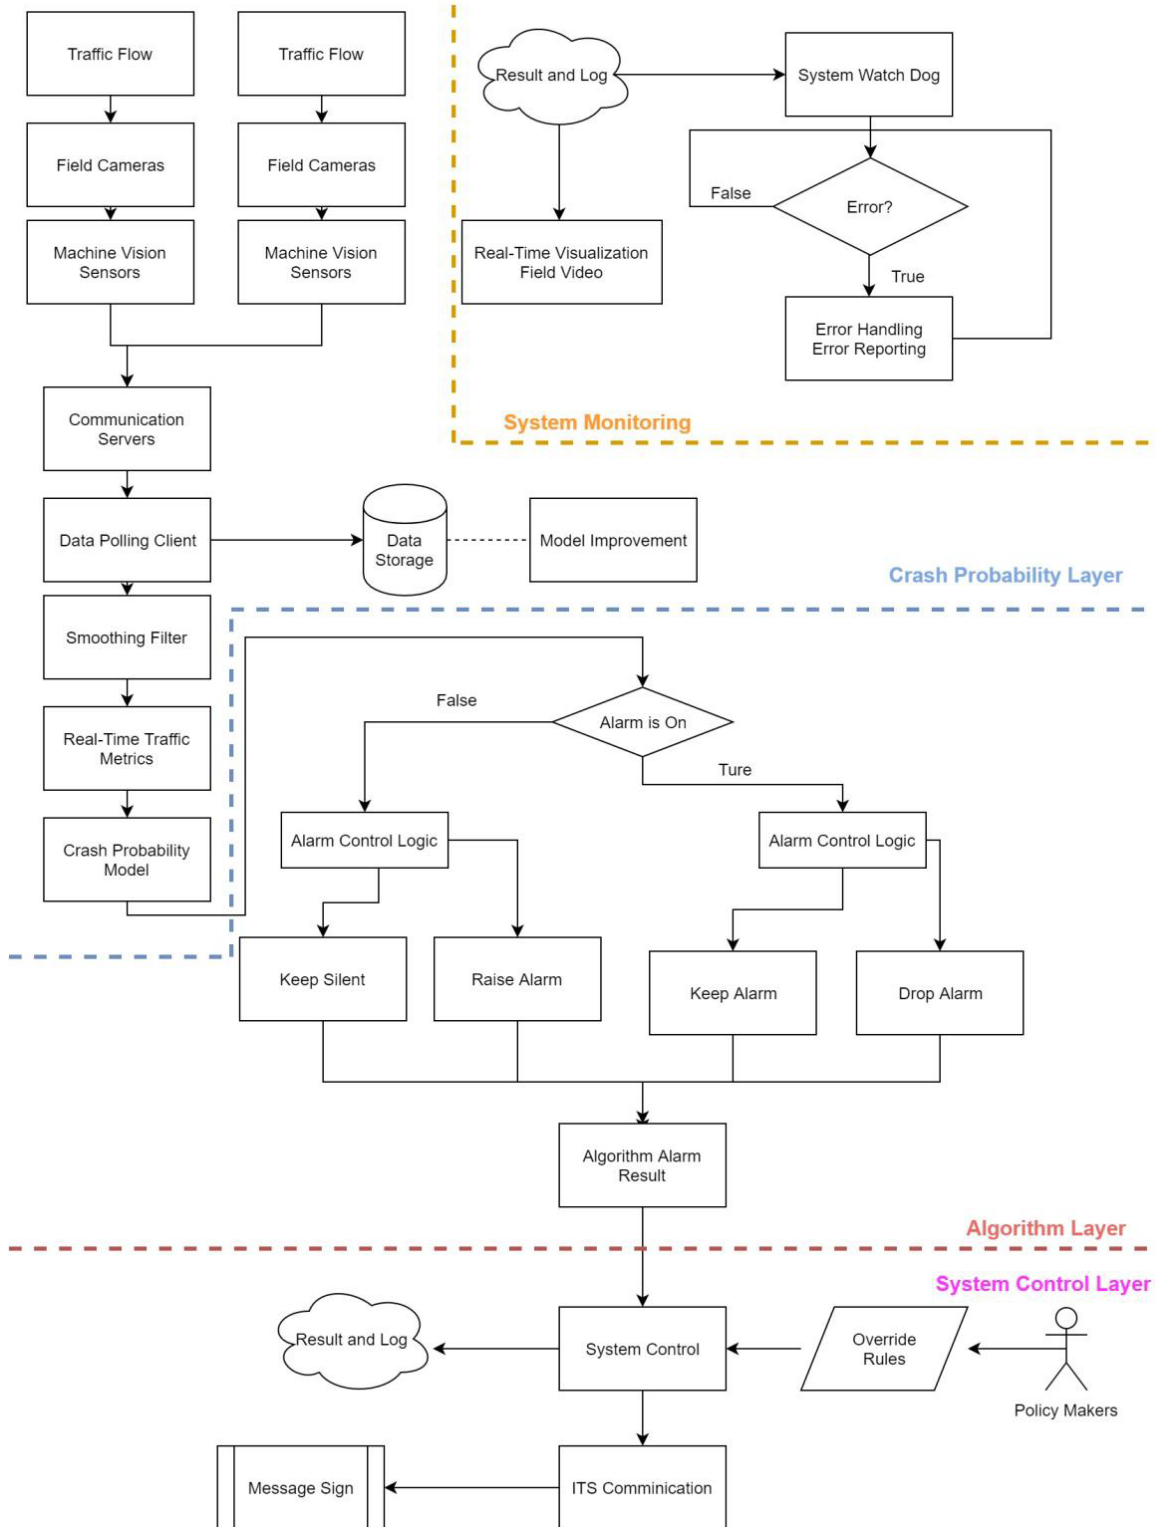 Traffic Flow
Traffic Flow
Result and Log
System Watch Dog
Field Cameras
Field Cameras
False
Error?
Machine Vision
Sensors
Machine Vision
Sensors
Real-Time Visualization
Field Video
True
Error Handling
Error Reporting
System Monitoring
Communication
Servers
Data Polling Client
Data
Storage
Model Improvement
Crash Probability Layer
Smoothing Filter
False
Alarm is On
Real-Time Traffic
Metrics
Ture
Alarm Control Logic
Alarm Control Logic
Crash Probability
Model
Keep Silent
Raise Alarm
Keep Alarm
Drop Alarm
Algorithm Alarm
Result
Algorithm Layer
System Control Layer
Result and Log
System Control
Override
Rules
Policy Makers
Message Sign
ITS Comminication